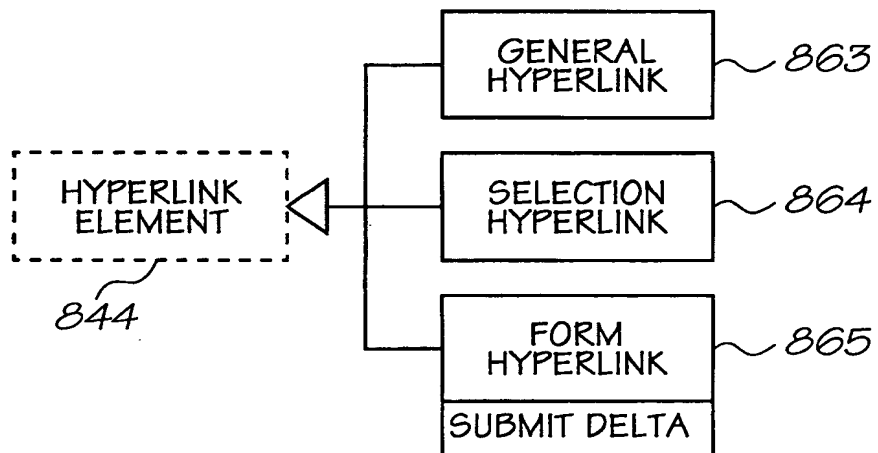 GENERAL
HYPERLINK
863
HYPERLINK
ELEMENT
844
SELECTION
HYPERLINK
864
FORM
HYPERLINK
865
SUBMIT DELTA